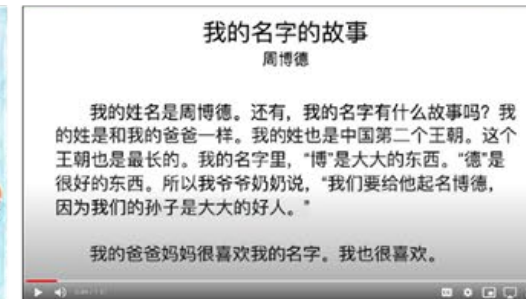 我的名字的故事
周博德
我的姓名是周博德。还有，我的名字有什么故事吗？我
的姓是和我的爸爸一样。我的姓也是中国第二个王朝。这个
王朝也是最长的。我的名字里，“博”是大大的东西。“德”是
很好的东西。所以我爷爷奶奶说，“我们要给他起名博德，
因为我们的孙子是大大的好人。”
我的爸爸妈妈很喜欢我的名字。我也很喜欢。